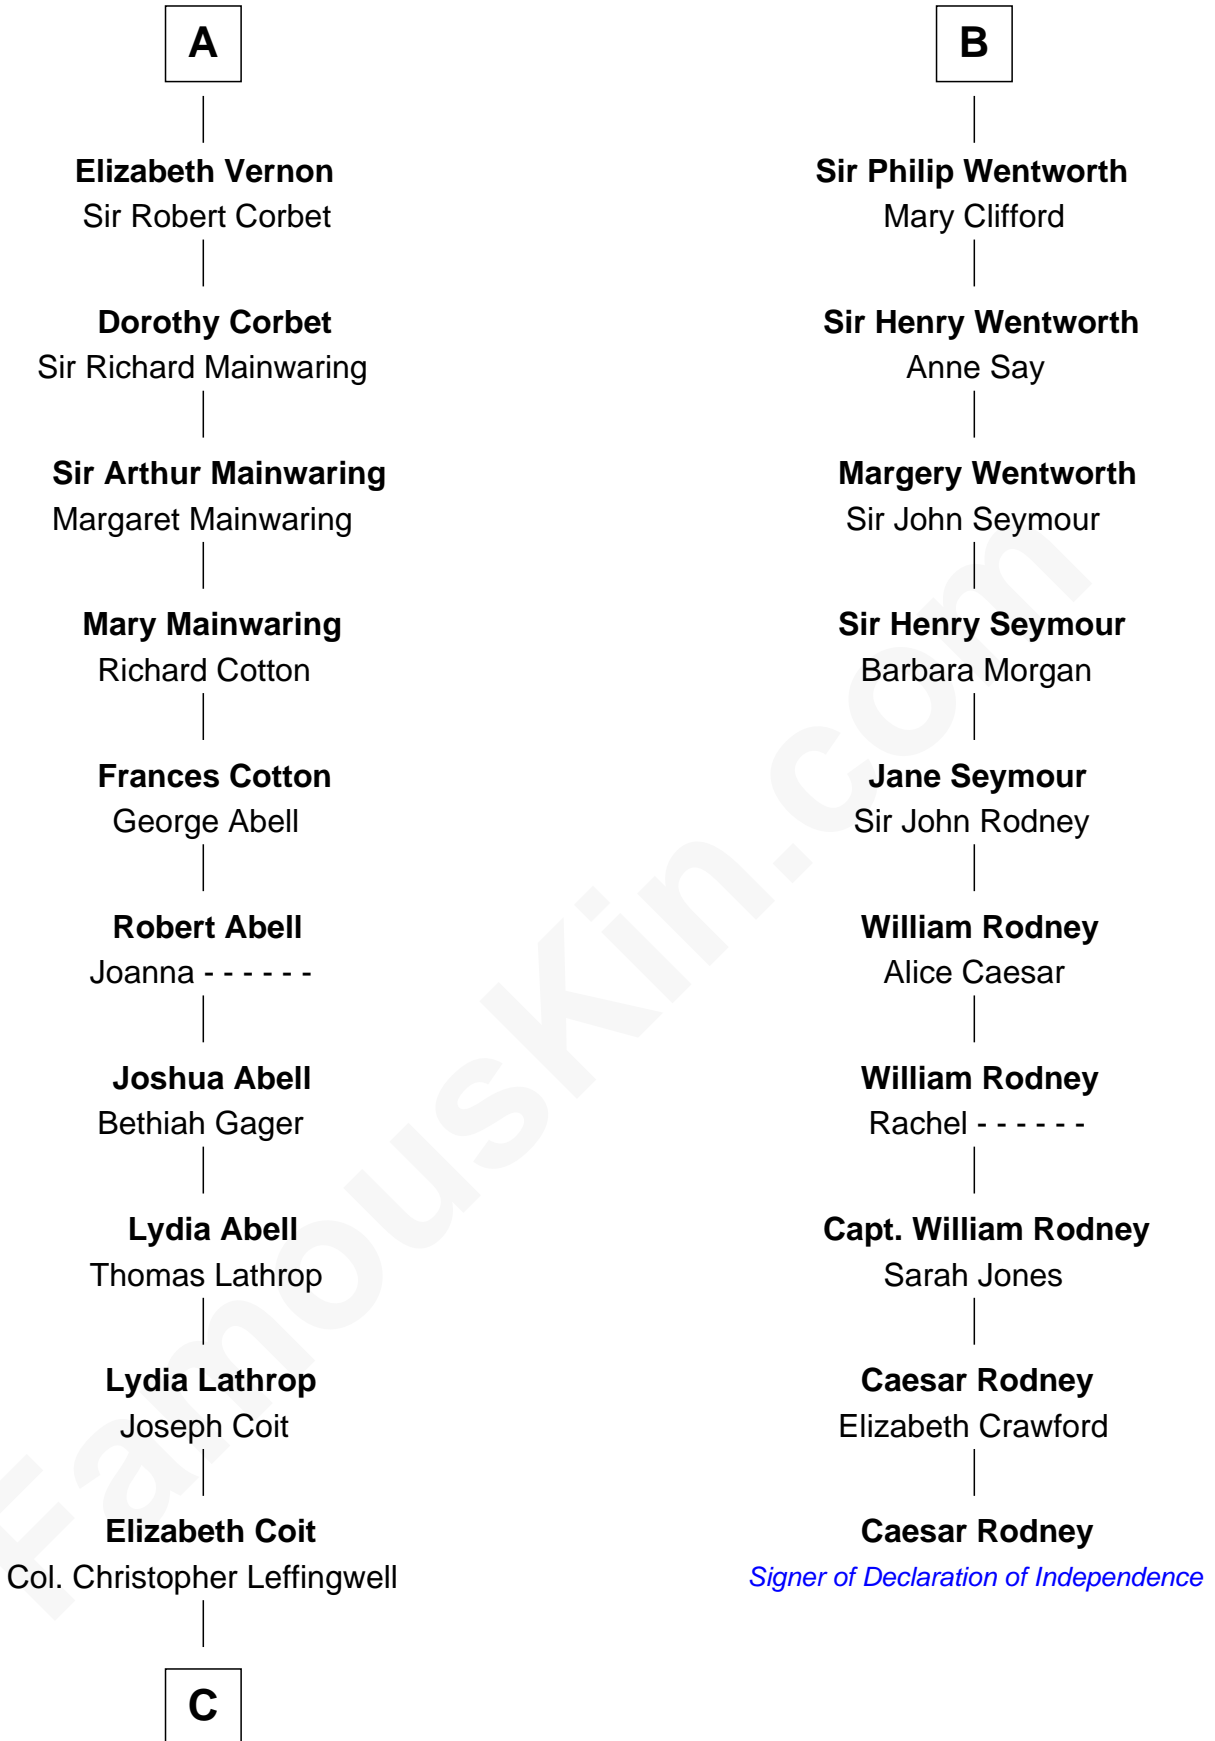 A
Elizabeth Vernon
Sir Robert Corbet
Dorothy Corbet
Sir Richard Mainwaring
Sir Arthur Mainwaring
Margaret Mainwaring
Mary Mainwaring
Richard Cotton
Frances Cotton
George Abell
Robert Abell
Joanna - - - - - -
Joshua Abell
Bethiah Gager
Lydia Abell
Thomas Lathrop
Lydia Lathrop
Joseph Coit
Elizabeth Coit
Col. Christopher Leffingwell
C
B
Sir Philip Wentworth
Mary Clifford
Sir Henry Wentworth
Anne Say
Margery Wentworth
Sir John Seymour
Sir Henry Seymour
Barbara Morgan
Jane Seymour
Sir John Rodney
William Rodney
Alice Caesar
William Rodney
Rachel - - - - - -
Capt. William Rodney
Sarah Jones
Caesar Rodney
Elizabeth Crawford
Caesar Rodney
Signer of Declaration of Independence
FamousKin.com